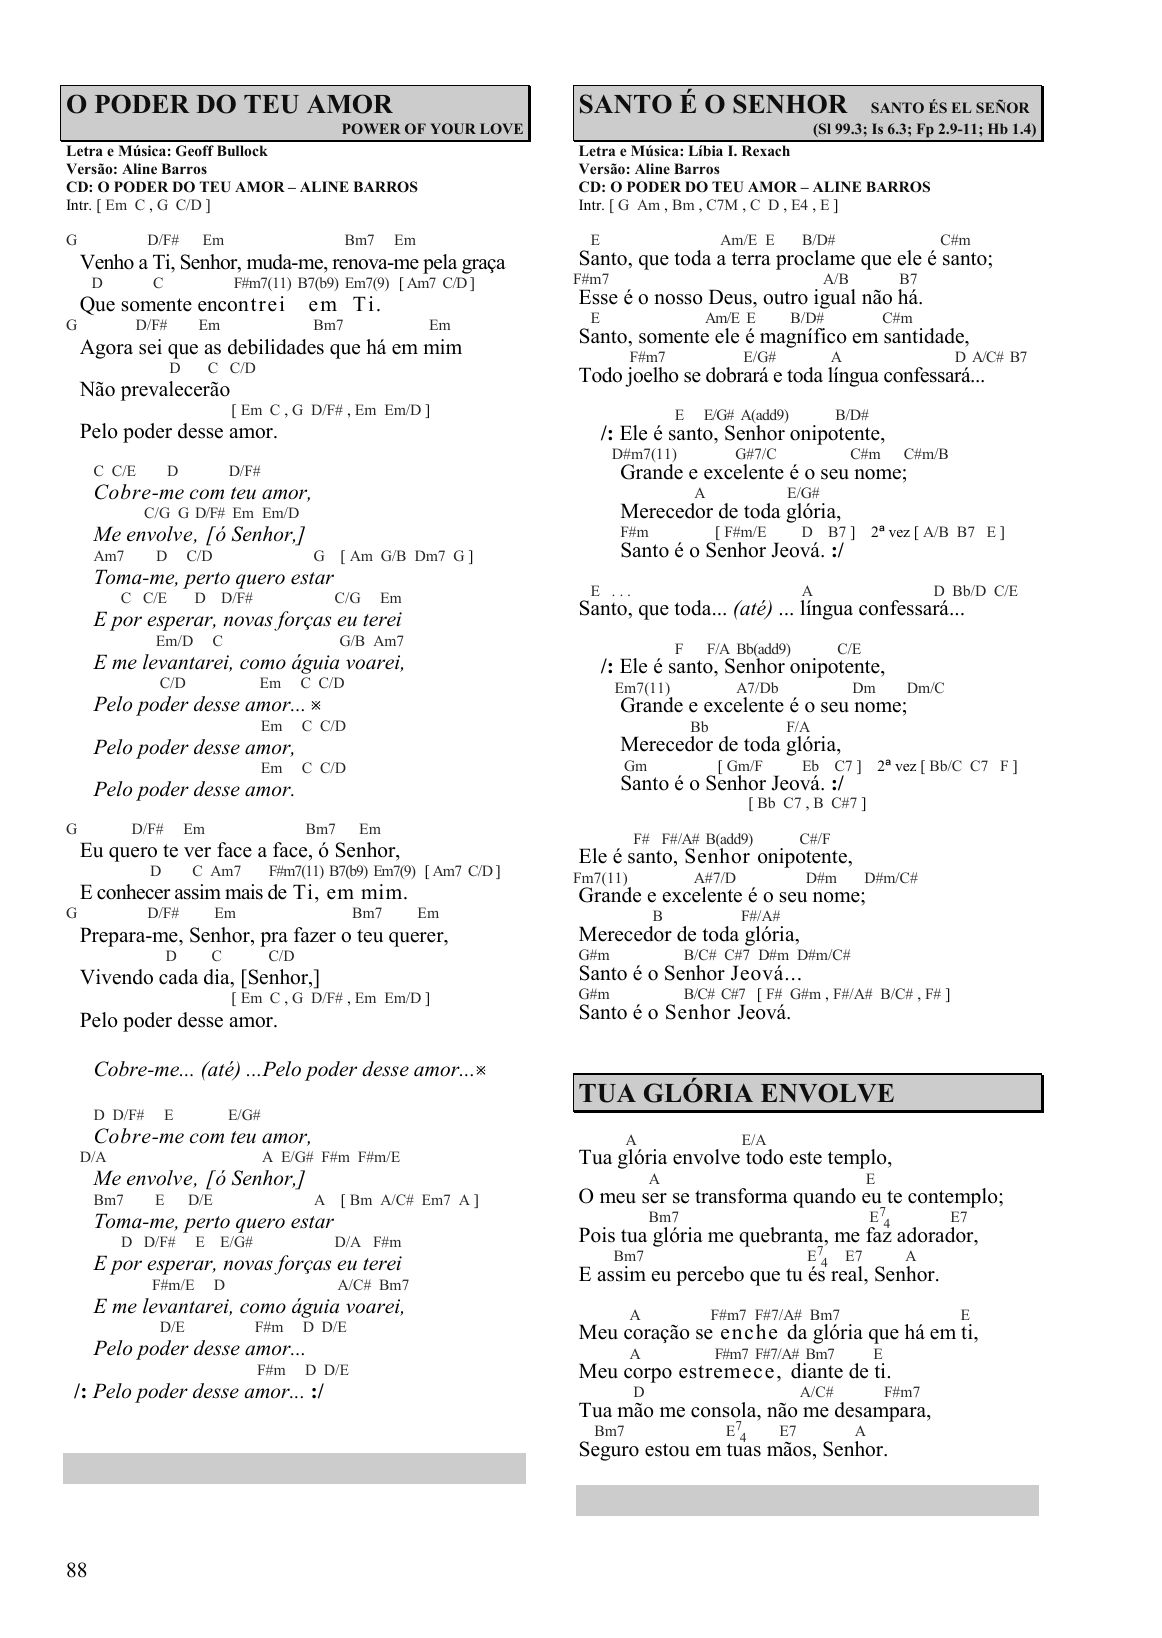 O PODER DO TEU AMOR
POWER OF YOUR LOVE
Letra e Música: Geoff Bullock
Versão: Aline Barros
CD: O PODER DO TEU AMOR – ALINE BARROS
Intr. [ Em C , G C/D ]
G D/F# Em Bm7 Em
Venho a Ti, Senhor, muda-me, renova-me pela graça
D C F#m7(11) B7(b9) Em7(9) [ Am7 C/D ]
Que somente encontrei em Ti.
G D/F# Em Bm7 Em
Agora sei que as debilidades que há em mim
D C C/D
Não prevalecerão
[ Em C , G D/F# , Em Em/D ]
Pelo poder desse amor.
C C/E D D/F#
Cobre-me com teu amor,
C/G G D/F# Em Em/D
Me envolve, [ó Senhor,]
Am7 D C/D G [ Am G/B Dm7 G ]
Toma-me, perto quero estar
C C/E D D/F# C/G Em
E por esperar, novas forças eu terei
Em/D C G/B Am7
E me levantarei, como águia voarei,
C/D Em C C/D
Pelo poder desse amor... ※
Em C C/D
Pelo poder desse amor,
Em C C/D
Pelo poder desse amor.
G D/F# Em Bm7 Em
Eu quero te ver face a face, ó Senhor,
D C Am7 F#m7(11) B7(b9) Em7(9) [ Am7 C/D ]
E conhecer assim mais de Ti, em mim.
G D/F# Em Bm7 Em
Prepara-me, Senhor, pra fazer o teu querer,
D C C/D
Vivendo cada dia, [Senhor,]
[ Em C , G D/F# , Em Em/D ]
Pelo poder desse amor.
Cobre-me... (até) ...Pelo poder desse amor...※
D D/F# E E/G#
Cobre-me com teu amor,
D/A A E/G# F#m F#m/E
Me envolve, [ó Senhor,]
Bm7 E D/E A [ Bm A/C# Em7 A ]
Toma-me, perto quero estar
D D/F# E E/G# D/A F#m
E por esperar, novas forças eu terei
F#m/E D A/C# Bm7
E me levantarei, como águia voarei,
D/E F#m D D/E
Pelo poder desse amor...
F#m D D/E
/: Pelo poder desse amor... :/
88
SANTO É O SENHOR SANTO ÉS EL SEÑOR
(Sl 99.3; Is 6.3; Fp 2.9-11; Hb 1.4)
Letra e Música: Líbia I. Rexach
Versão: Aline Barros
CD: O PODER DO TEU AMOR – ALINE BARROS
Intr. [ G Am , Bm , C7M , C D , E4 , E ]
E Am/E E B/D# C#m
Santo, que toda a terra proclame que ele é santo;
F#m7 A/B B7
Esse é o nosso Deus, outro igual não há.
E Am/E E B/D# C#m
Santo, somente ele é magnífico em santidade,
F#m7 E/G# A D A/C# B7
Todo joelho se dobrará e toda língua confessará...
E E/G# A(add9) B/D#
/: Ele é santo, Senhor onipotente,
D#m7(11) G#7/C C#m C#m/B
Grande e excelente é o seu nome;
A E/G#
Merecedor de toda glória,
F#m [ F#m/E D B7 ] 2ª vez [ A/B B7 E ]
Santo é o Senhor Jeová. :/
E . . . A D Bb/D C/E
Santo, que toda... (até) ... língua confessará...
F F/A Bb(add9) C/E
/: Ele é santo, Senhor onipotente,
Em7(11) A7/Db Dm Dm/C
Grande e excelente é o seu nome;
Bb F/A
Merecedor de toda glória,
Gm [ Gm/F Eb C7 ] 2ª vez [ Bb/C C7 F ]
Santo é o Senhor Jeová. :/
[ Bb C7 , B C#7 ]
F# F#/A# B(add9) C#/F
Ele é santo, Senhor onipotente,
Fm7(11) A#7/D D#m D#m/C#
Grande e excelente é o seu nome;
B F#/A#
Merecedor de toda glória,
G#m B/C# C#7 D#m D#m/C#
Santo é o Senhor Jeová...
G#m B/C# C#7 [ F# G#m , F#/A# B/C# , F# ]
Santo é o Senhor Jeová.
TUA GLÓRIA ENVOLVE
A E/A
Tua glória envolve todo este templo,
A E
O meu ser se transforma quando eu te contemplo;
Bm7 E74 E7
Pois tua glória me quebranta, me faz adorador,
Bm7 E74 E7 A
E assim eu percebo que tu és real, Senhor.
A F#m7 F#7/A# Bm7 E
Meu coração se enche da glória que há em ti,
A F#m7 F#7/A# Bm7 E
Meu corpo estremece, diante de ti.
D A/C# F#m7
Tua mão me consola, não me desampara,
Bm7 E74 E7 A
Seguro estou em tuas mãos, Senhor.